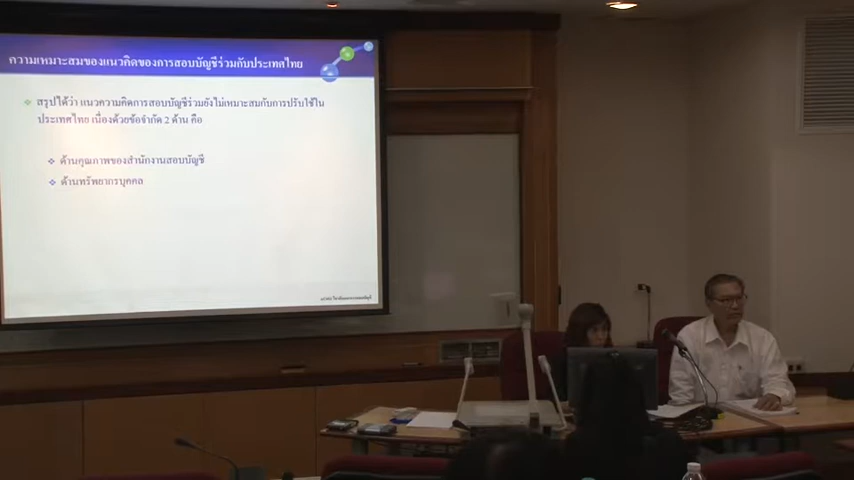 ความเหมาะสมของแนวคิดของการสอบบัญชีร่วมกับประเทศไทย
สรุปได้ว่า แนวความคิดการสอบบัญชีร่วมยังไม่เหมาะสมกับการปรับใช้ใน
ประเทศไทย เนื่องด้วยข้อจำกัด 2 ด้าน คือ
ด้านคุณภาพของสำนักงานสอบบัญชี
ด้านทรัพยากรบุคคล